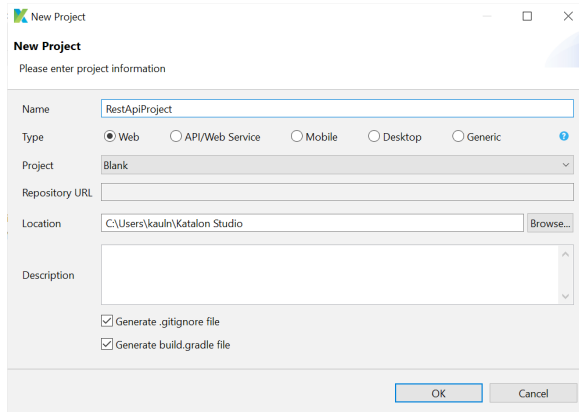 New Project
New Project
Please enter project information
Name RestApiProject
Type Web API/Web Service Mobile Desktop Generic ?
Project Blank
Repository URL
Location C:\Users\kauln\Katalon Studio Browse...
Description
Generate .gitignore file
Generate build.gradle file
OK Cancel